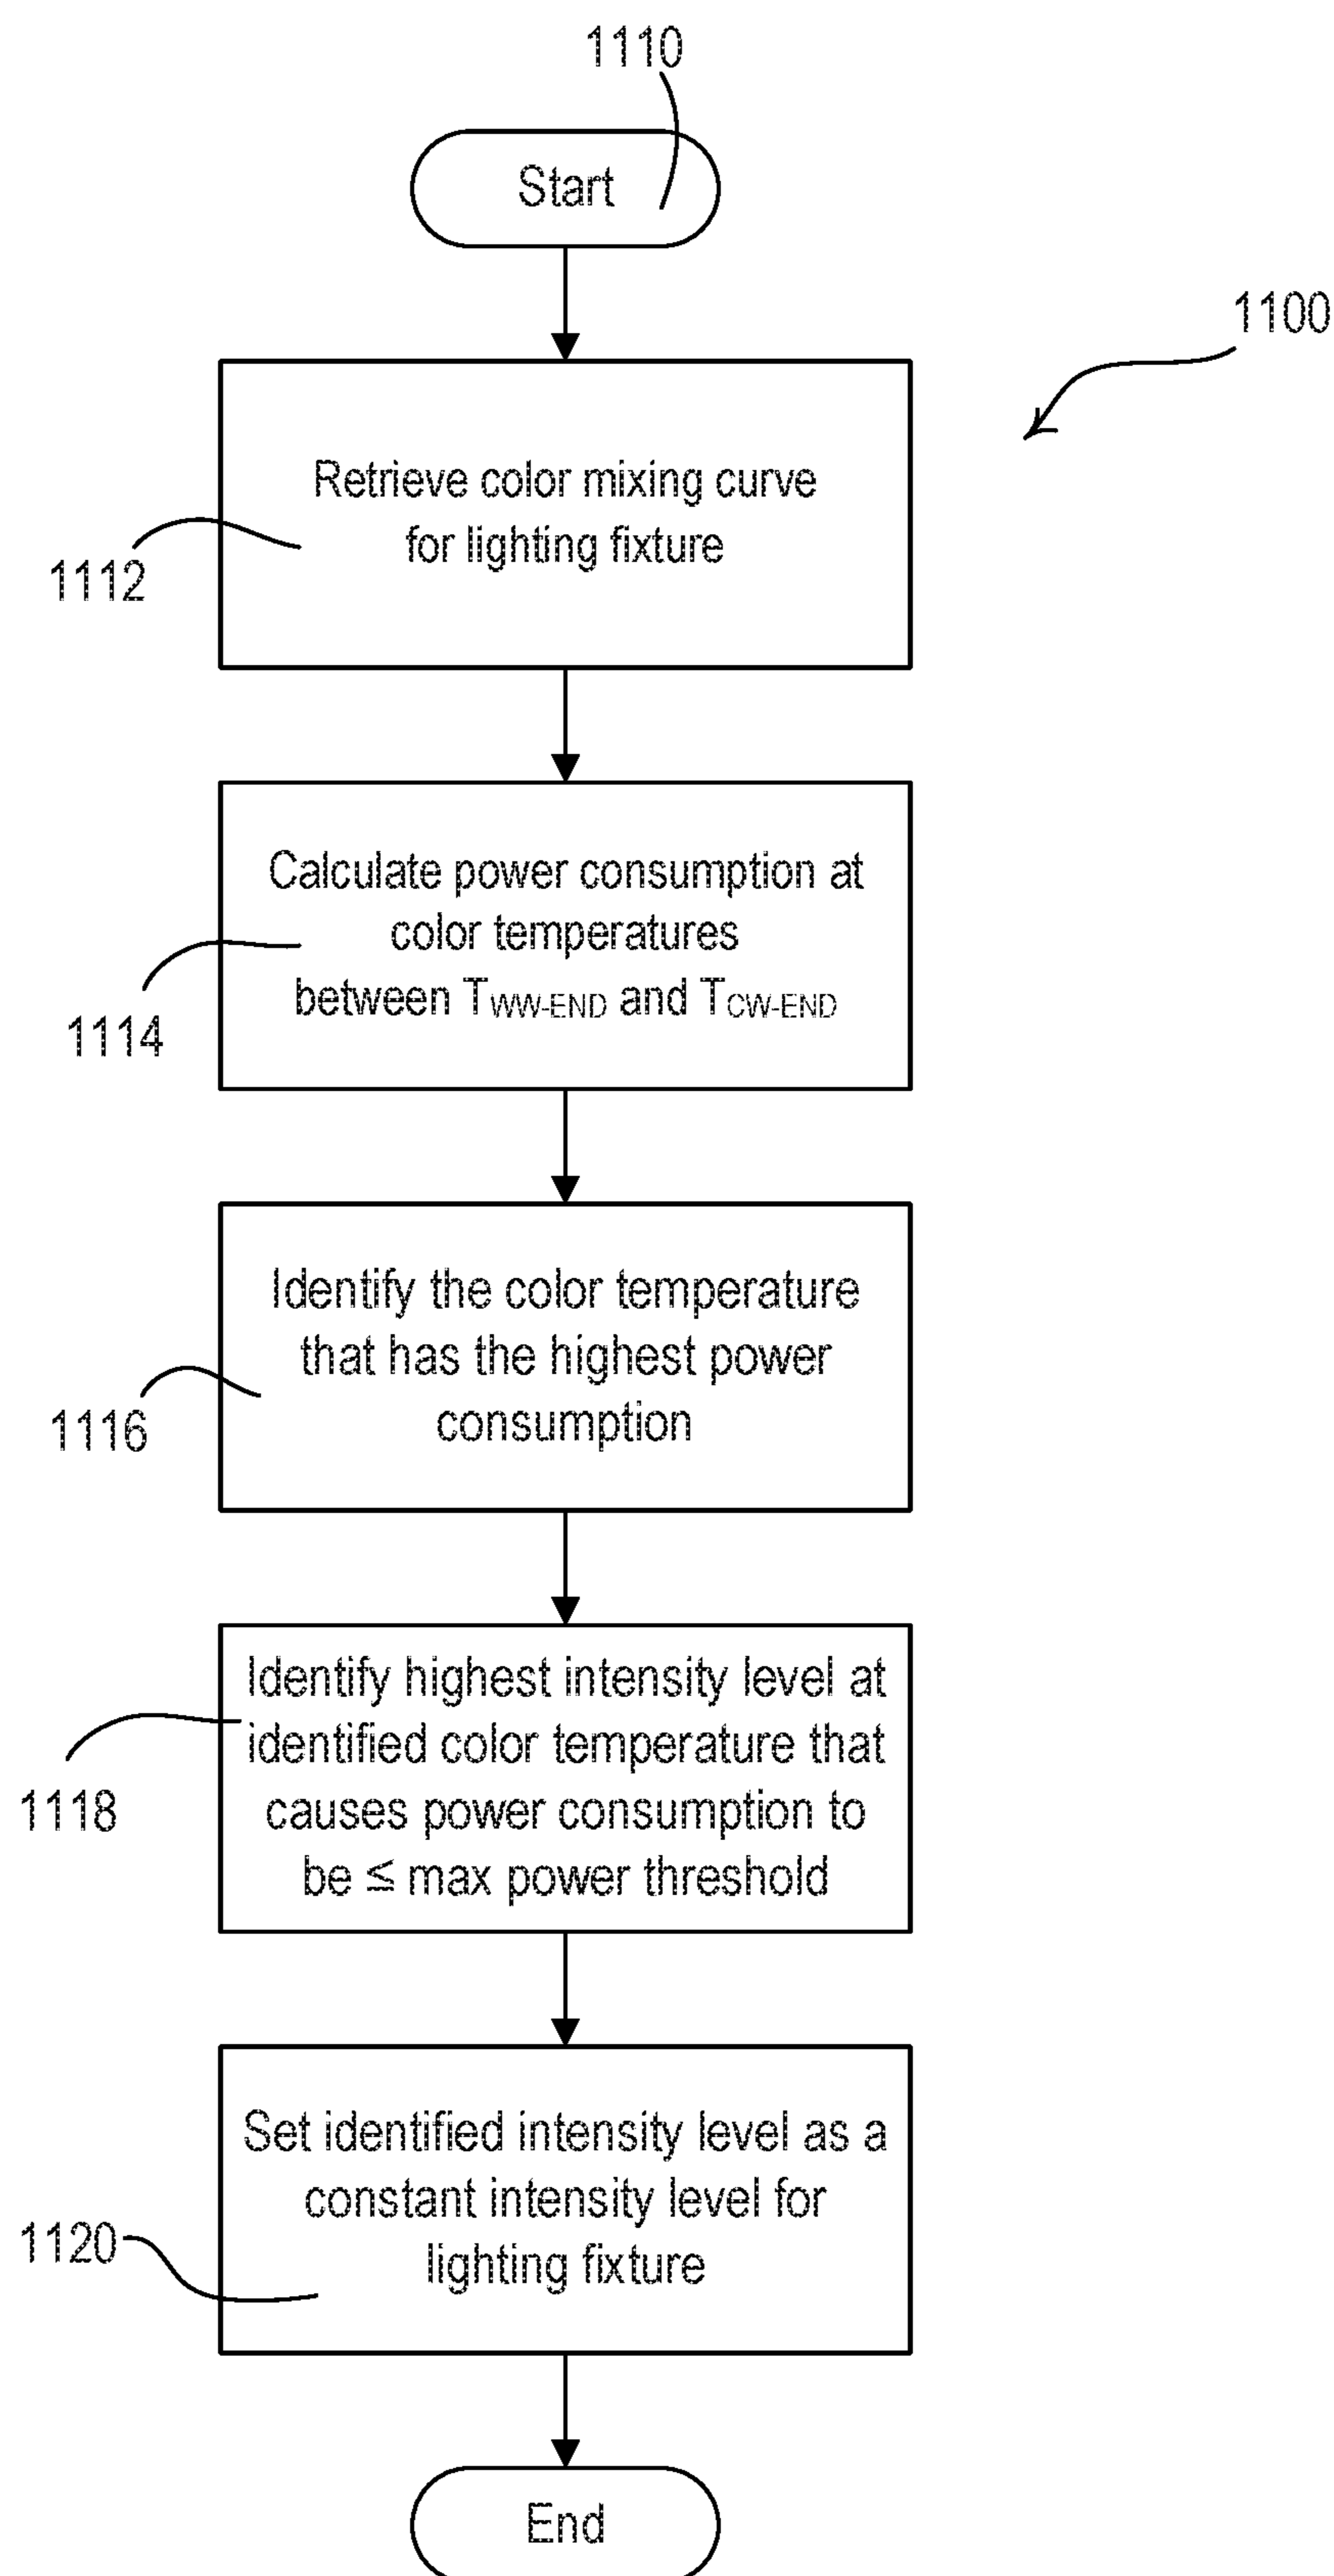 1110
Start
1100
Retrieve color mixing curve
for lighting fixture
1112
Calculate power consumption at
color temperatures
between TWW-END and TCW-END
1114
Identify the color temperature
that has the highest power
consumption
1116
Identify highest intensity level at
identified color temperature that
causes power consumption to
be ≤ max power threshold
1118
Set identified intensity level as a
constant intensity level for
lighting fixture
1120
End